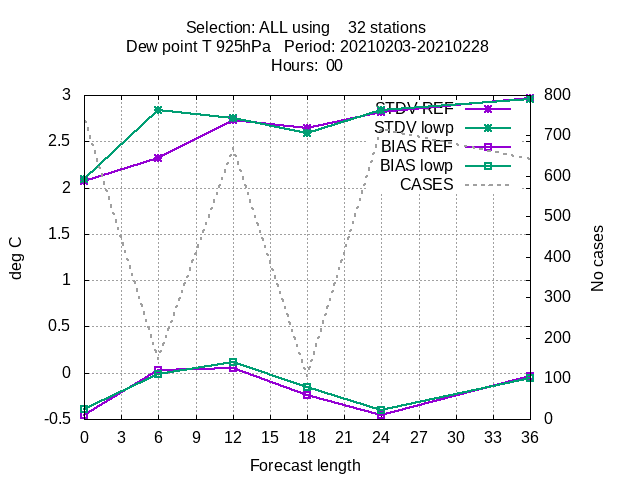 Selection: ALL using    32 stations
Dew point T 925hPa   Period: 20210203-20210228
Hours:  00
deg C
3
2.5
2
1.5
1
0.5
0
-0.5
STDV REF
STDV lowp
BIAS REF
BIAS lowp
CASES
800
700
600
500
400
300
200
100
0
No cases
0 3 6 9 12 15 18 21 24 27 30 33 36
Forecast length